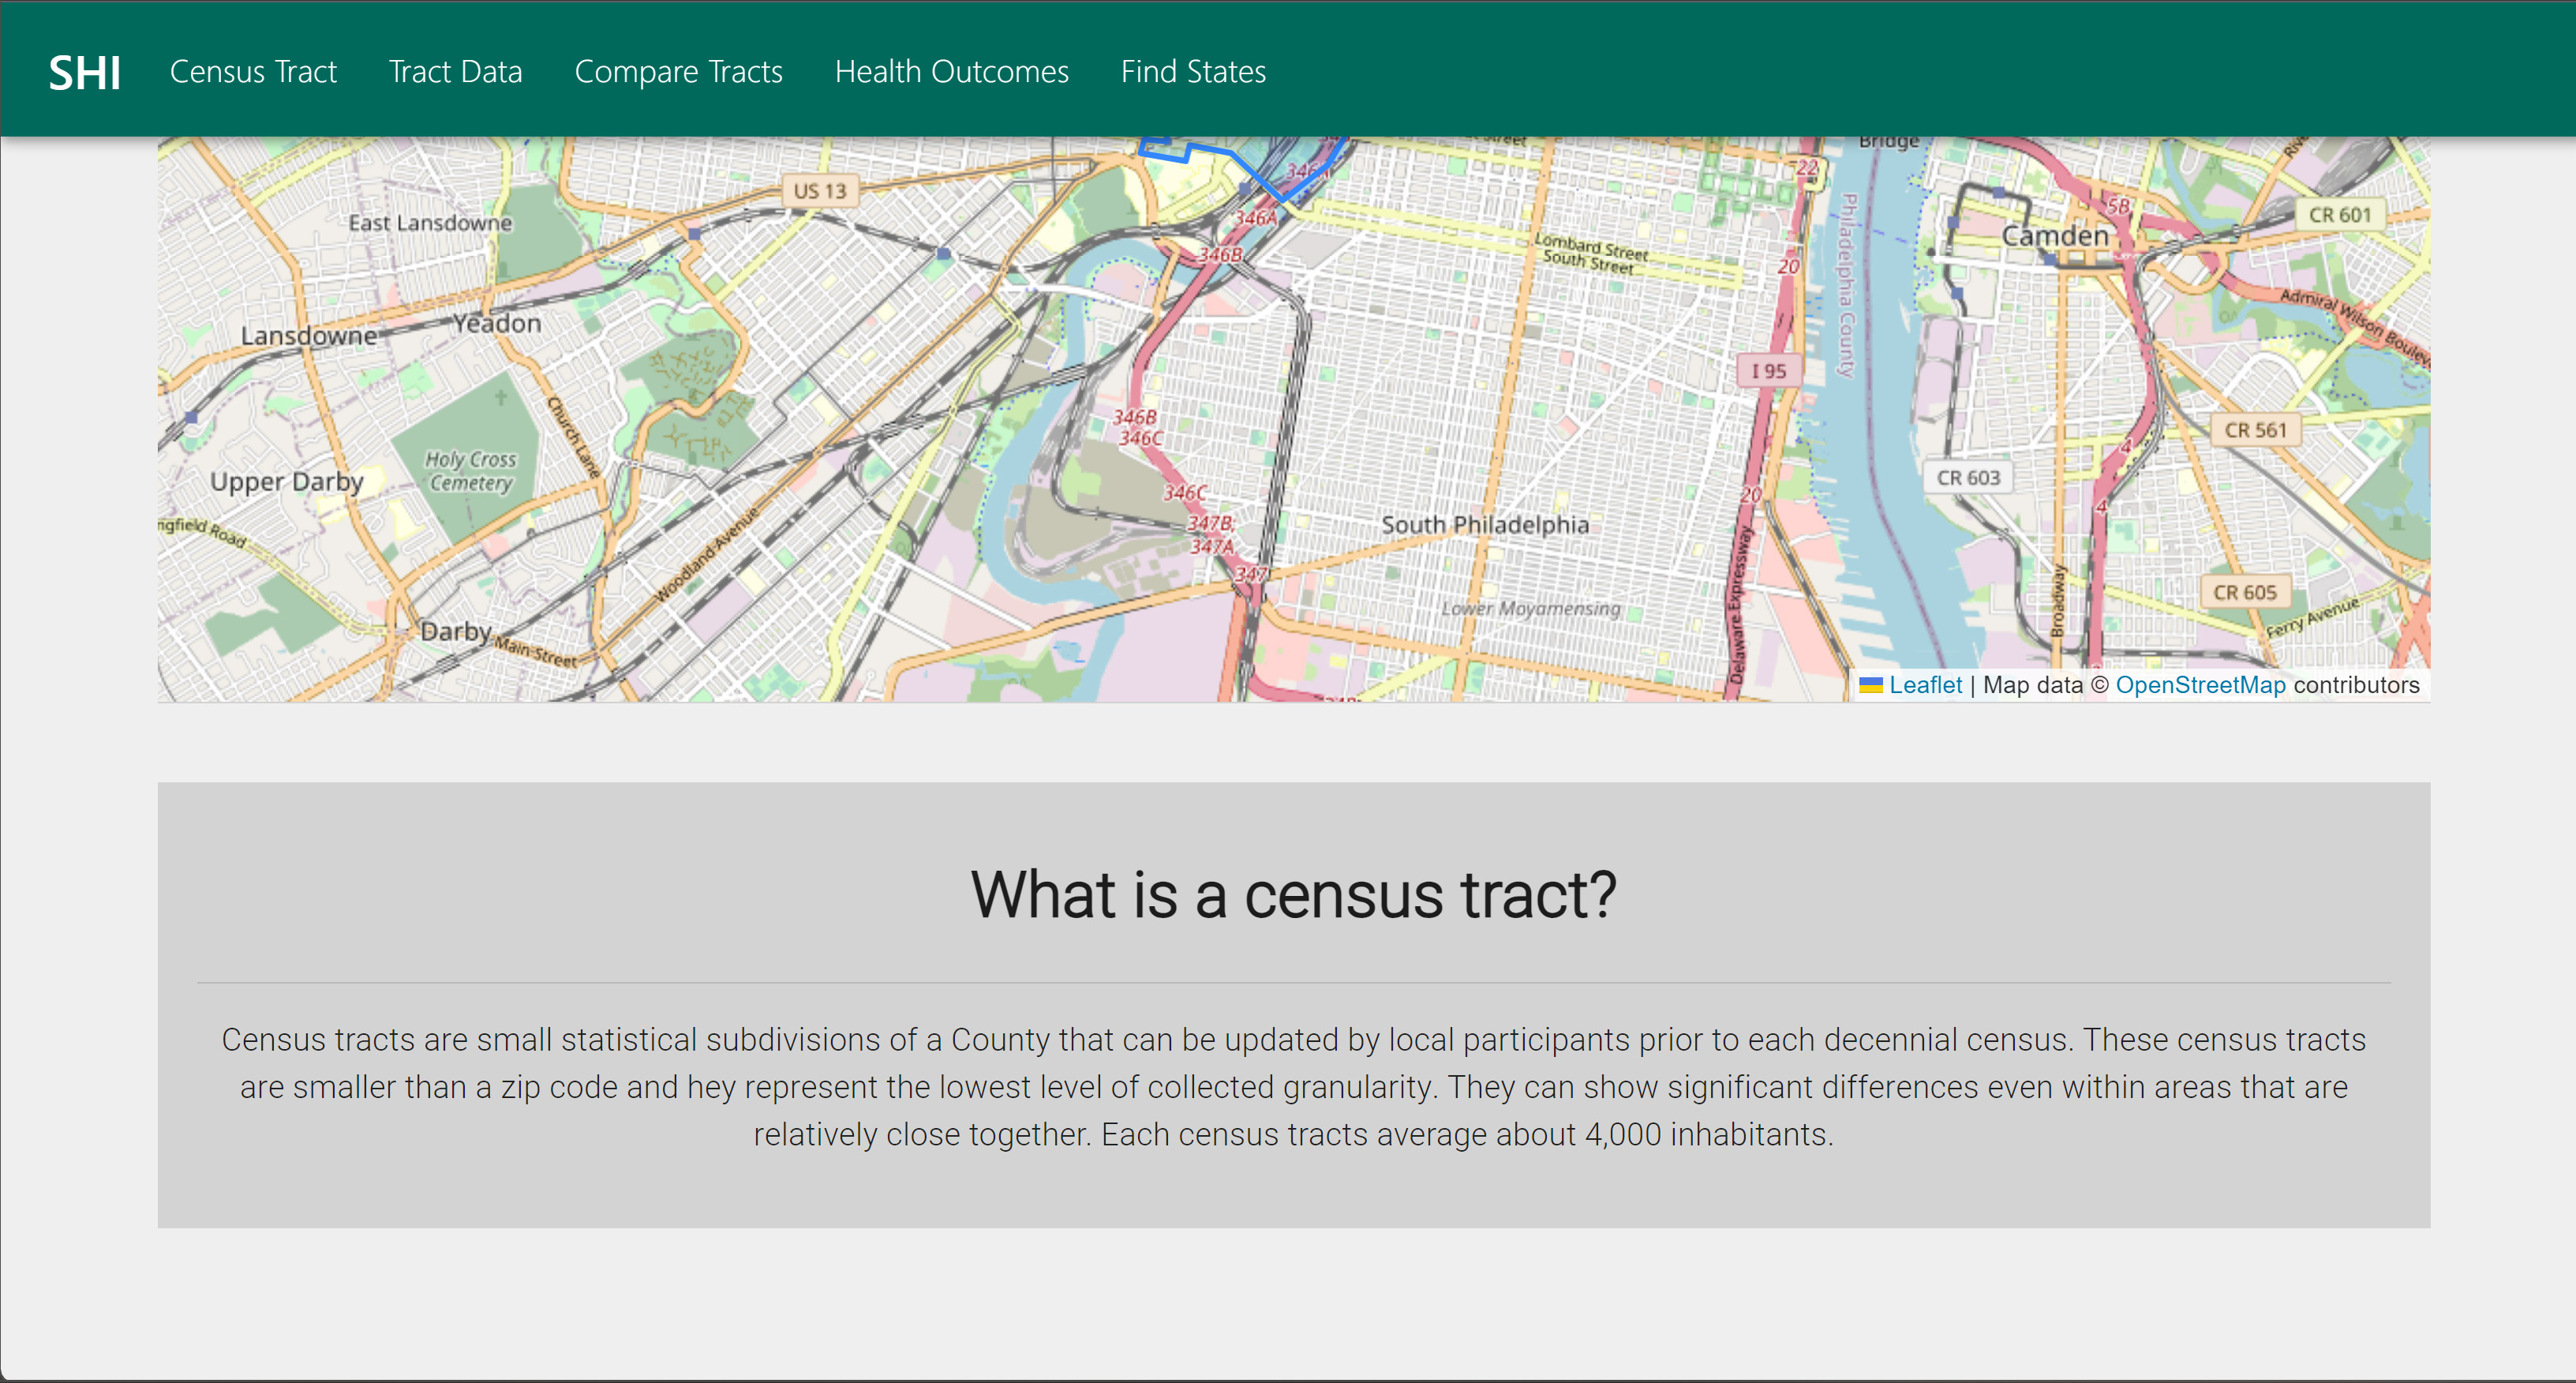 SHI Census Tract Tract Data Compare Tracts Health Outcomes Find States
Bridge
US 13
346A
22
5B
CR 601
East Lansdowne
346A
Camden
Lombard Street
South Street
346B
20
Philadelphia County
Admiral Wilson Boulev
Lansdowne
Yeadon
I 95
Church Lane
346B
346C
CR 561
4
Holy Cross
Cemetery
Upper Darby
CR 603
346C
20
4
ngfield Road
347B;
347A
South Philadelphia
Woodland Avenue
347
Delaware Expressway
Broadway
CR 605
Lower Moyamensing
Ferry Avenue
Darby
Main Street
Leaflet | Map data © OpenStreetMap contributors
What is a census tract?
Census tracts are small statistical subdivisions of a County that can be updated by local participants prior to each decennial census. These census tracts
are smaller than a zip code and hey represent the lowest level of collected granularity. They can show significant differences even within areas that are
relatively close together. Each census tracts average about 4,000 inhabitants.